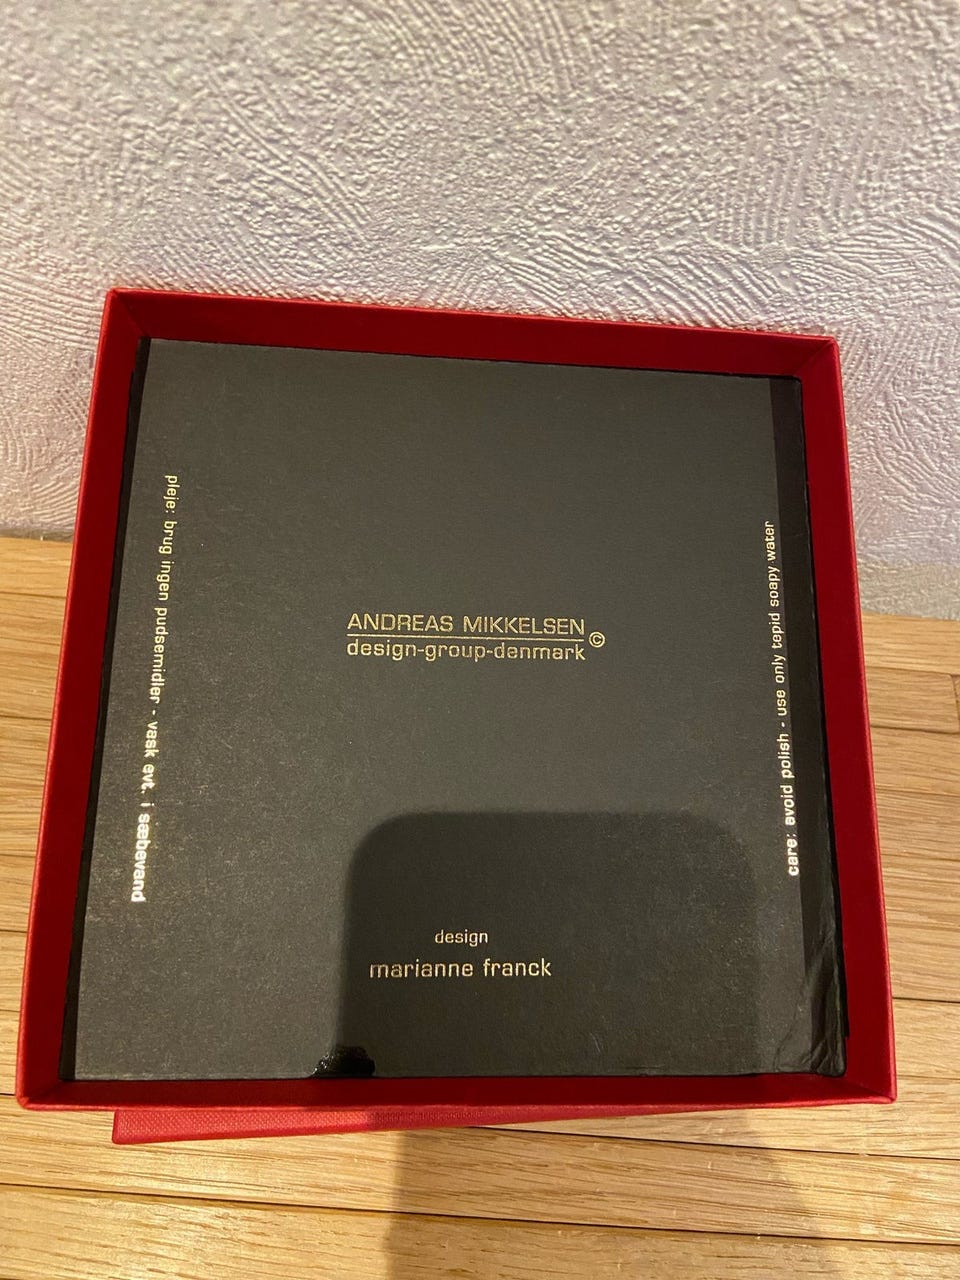 pleje: brug ingen pudsemidler - vask evt. i sæbevand
ANDREAS MIKKELSEN
design-group-denmark ©
care: avoid polish - use only tepid soapy water
design
marianne franck